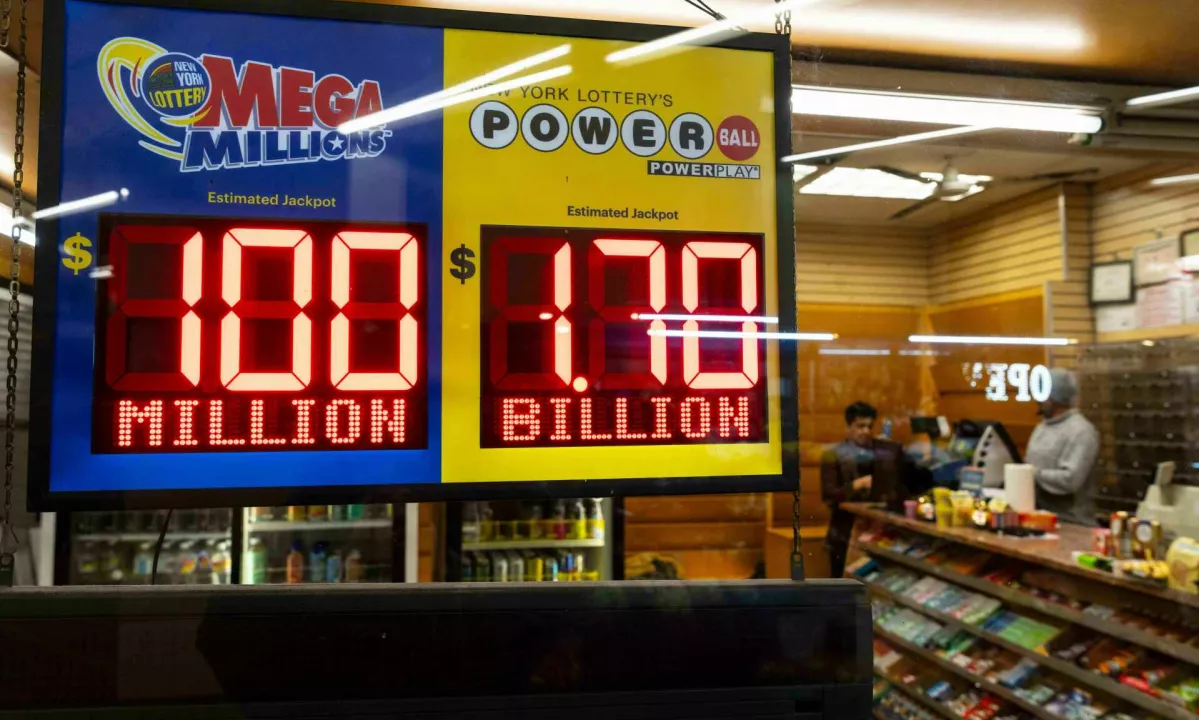 NEW
YORK
LOTTERY
MEGA
MILLIONS
Estimated Jackpot
$ 100
MILLION
NEW YORK LOTTERY'S
POWER BALL
POWERPLAY
Estimated Jackpot
$ 1.70
BILLION
OPEN